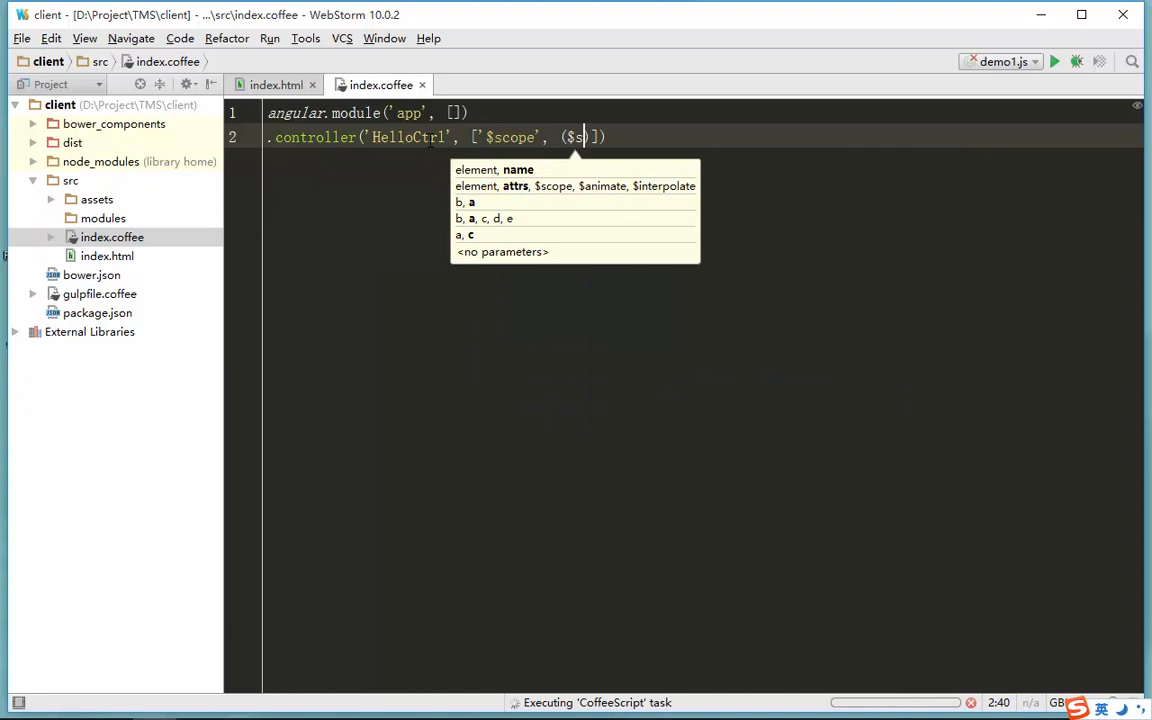 client - [D:\Project\TMS\client] - ...\src\index.coffee - WebStorm 10.0.2
File Edit View Navigate Code Refactor Run Tools VCS Window Help
client src index.coffee demo1.js
Project index.html index.coffee
client (D:\Project\TMS\client)
bower_components
dist
node_modules (library home)
src
assets
modules
index.coffee
index.html
bower.json
gulpfile.coffee
package.json
External Libraries
1 angular.module('app', [])
2 .controller('HelloCtrl', ['$scope', ($s)])
element, name
element, attrs, $scope, $animate, $interpolate
b, a
b, a, c, d, e
a, c
<no parameters>
Executing 'CoffeeScript' task 2:40 n/a 英